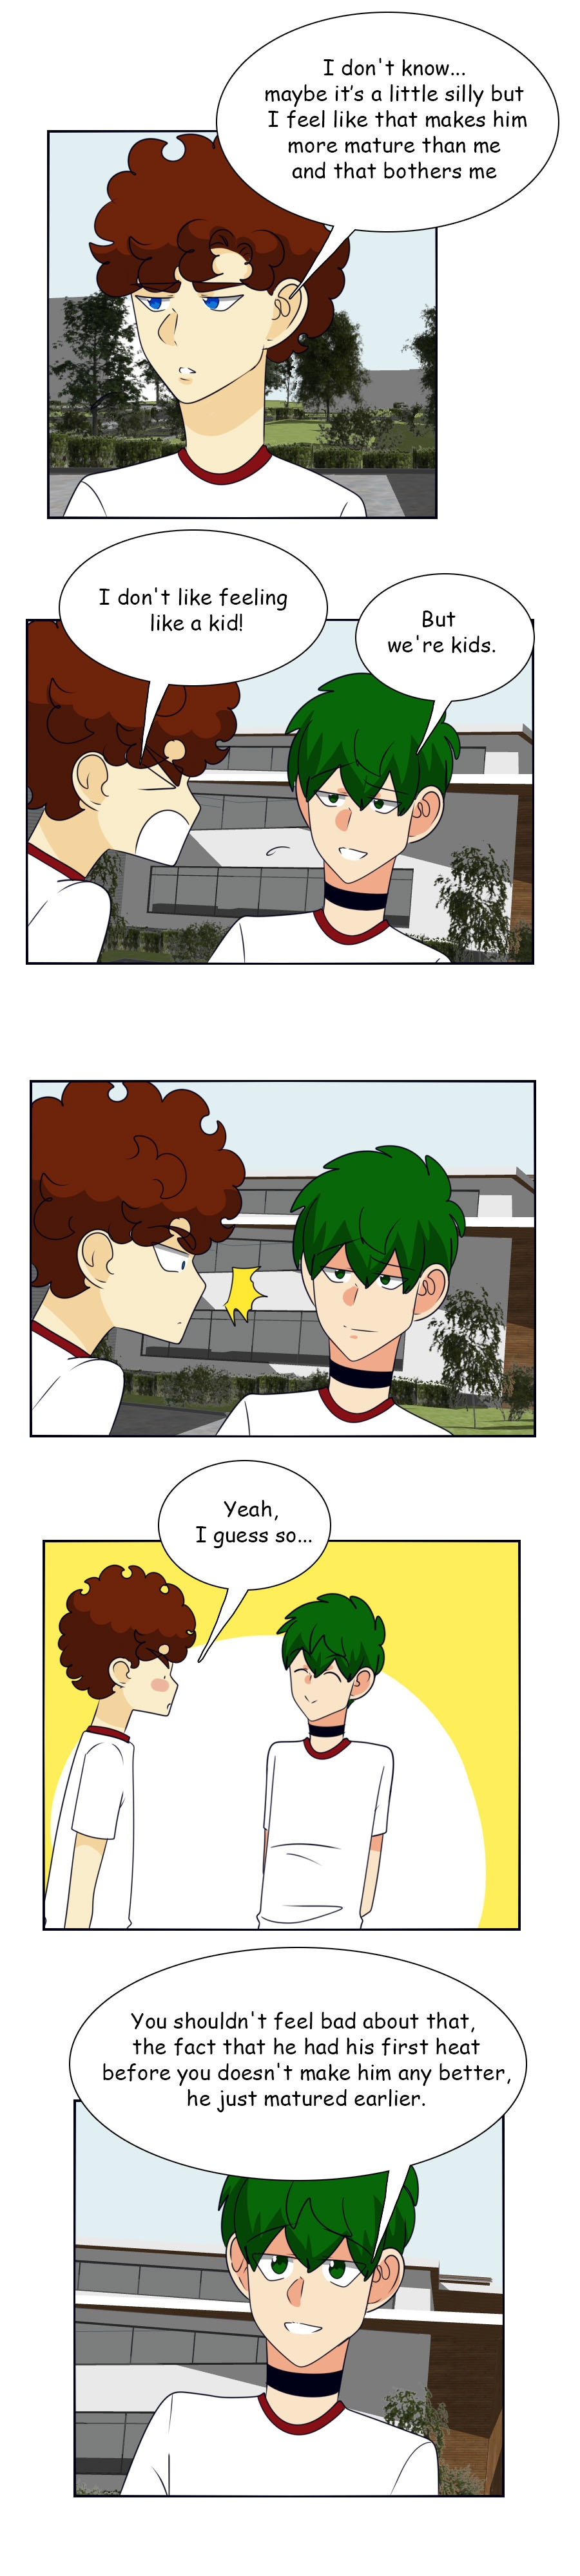 I don't know...
maybe it's a little silly but
I feel like that makes him
more mature than me
and that bothers me
I don't like feeling
like a kid!
But
we're kids.
Yeah,
I guess so...
You shouldn't feel bad about that,
the fact that he had his first heat
before you doesn't make him any better,
he just matured earlier.